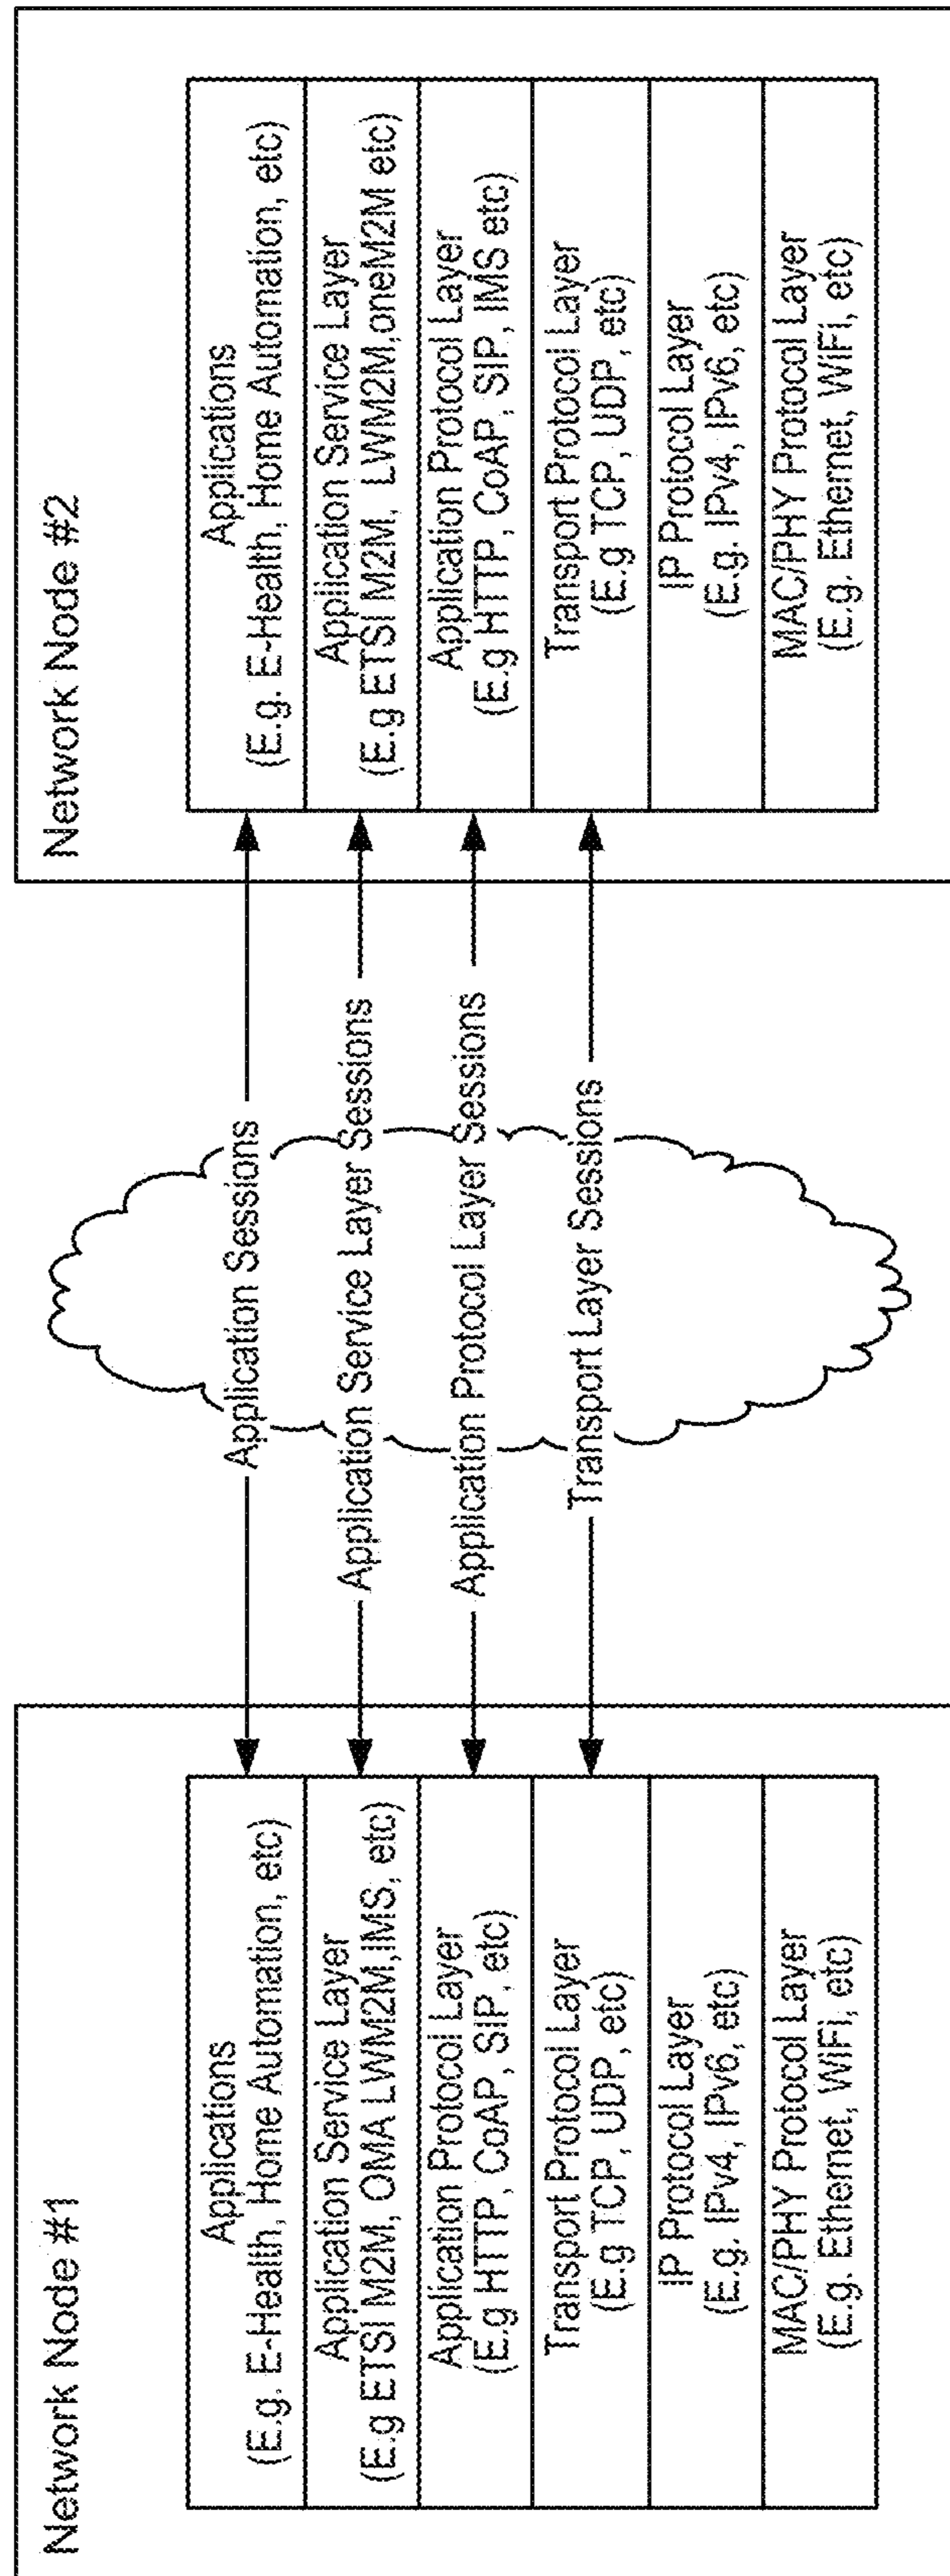 Network Node #1
Applications
(E.g. E-Health, Home Automation, etc)
Application Service Layer
(E.g ETSI M2M, OMA LWM2M,IMS, etc)
Application Protocol Layer
(E.g HTTP, CoAP, SIP, etc)
Transport Protocol Layer
(E.g TCP, UDP, etc)
IP Protocol Layer
(E.g. IPv4, IPv6, etc)
MAC/PHY Protocol Layer
(E.g. Ethernet, WiFi, etc)
Application Sessions
Application Service Layer Sessions
Application Protocol Layer Sessions
Transport Layer Sessions
Network Node #2
Applications
(E.g. E-Health, Home Automation, etc)
Application Service Layer
(E.g ETSI M2M, LWM2M,oneM2M etc)
Application Protocol Layer
(E.g HTTP, CoAP, SIP, IMS etc)
Transport Protocol Layer
(E.g TCP, UDP, etc)
IP Protocol Layer
(E.g. IPv4, IPv6, etc)
MAC/PHY Protocol Layer
(E.g. Ethernet, WiFi, etc)